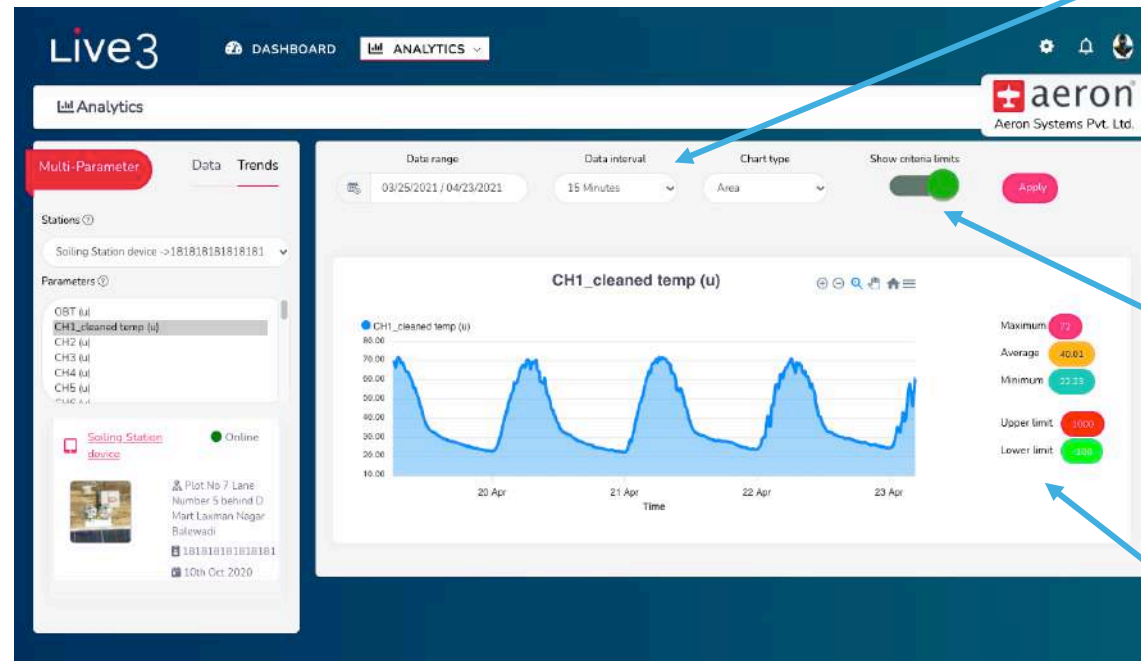 Live3
DASHBOARD
ANALYTICS
Analytics
aeron
Aeron Systems Pvt. Ltd.
Multi-Parameter
Data Trends
Stations
Soiling Station device ->181818181818181
Parameters
OBT (u)
CH1_cleaned temp (u)
CH2 (u)
CH3 (u)
CH4 (u)
CH5 (u)
Soiling Station
device
Online
Plot No 7 Lane
Number 5 behind D
Mart Laxman Nagar
Balewadi
181818181818181
10th Oct 2020
Data range Data interval Chart type Show criteria limits
03/25/2021 / 04/23/2021 15 Minutes Area Apply
CH1_cleaned temp (u)
CH1_cleaned temp (u)
80.00
70.00
60.00
50.00
40.00
30.00
20.00
10.00
20 Apr 21 Apr 22 Apr 23 Apr
Time
Maximum 72
Average 40.01
Minimum 22.23
Upper limit 1000
Lower limit -100